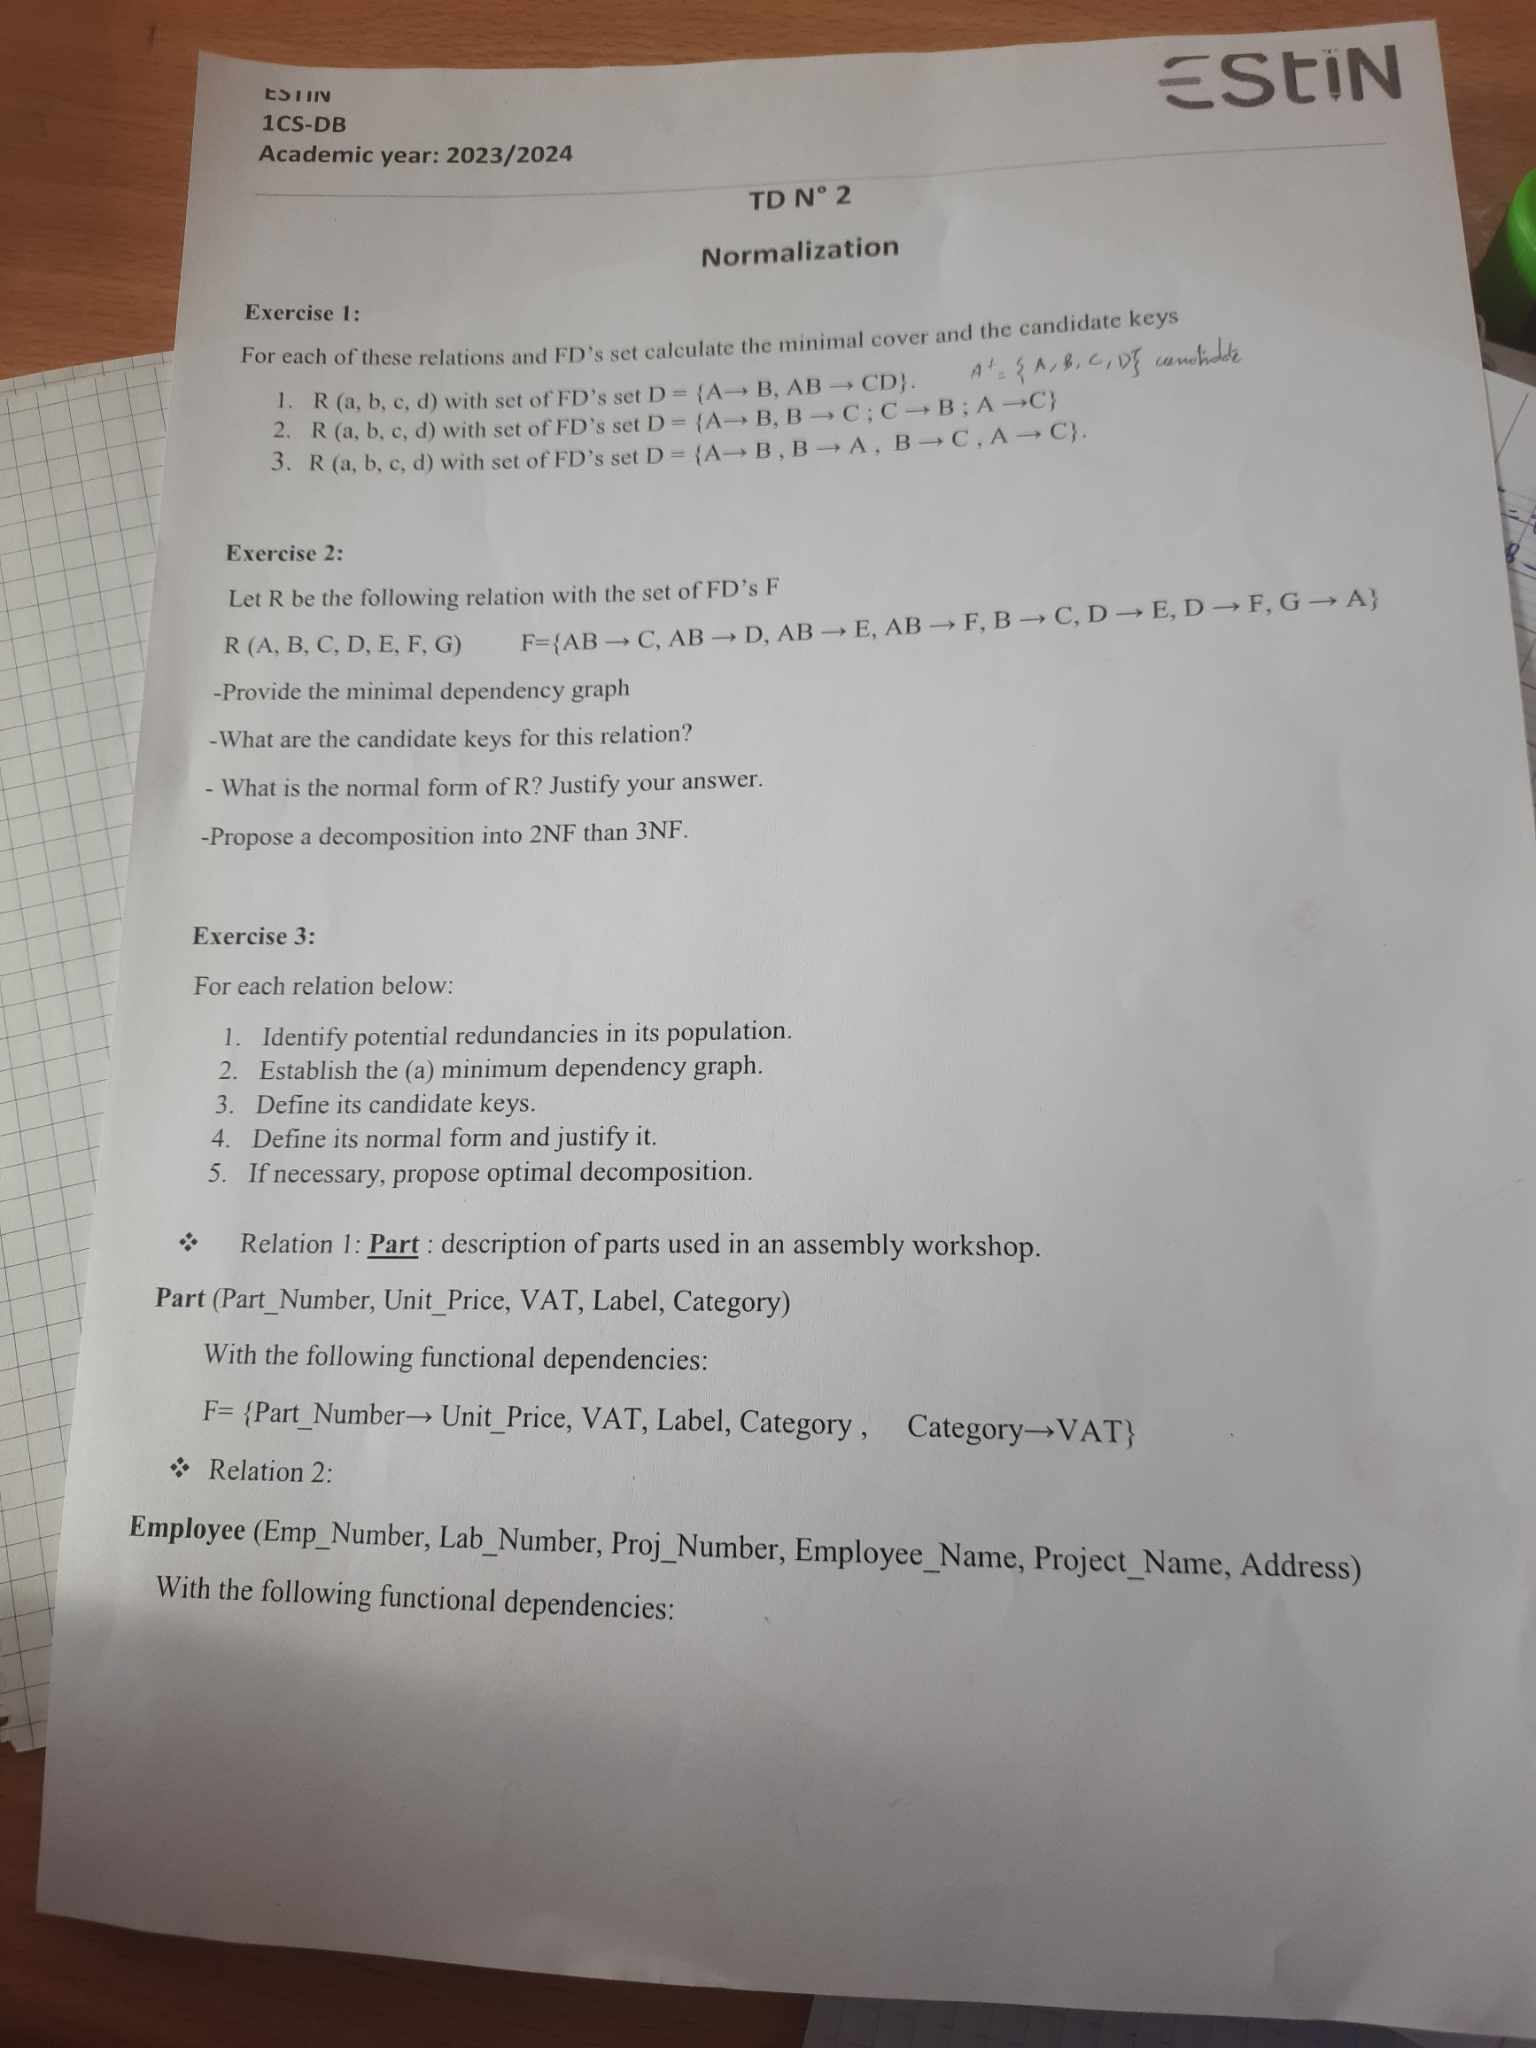 ESTIN
ESTIN
1CS-DB
Academic year: 2023/2024
TD N° 2
Normalization
Exercise 1:
For each of these relations and FD's set calculate the minimal cover and the candidate keys
A⁺= {A, B, C, D} candidate
1. R (a, b, c, d) with set of FD's set D = {A→ B, AB → CD}.
2. R (a, b, c, d) with set of FD's set D = {A→ B, B → C ; C → B ; A →C}
3. R (a, b, c, d) with set of FD's set D = {A→ B , B → A , B → C , A → C}.
Exercise 2:
Let R be the following relation with the set of FD's F
R (A, B, C, D, E, F, G) F={AB → C, AB → D, AB → E, AB → F, B → C, D → E, D → F, G → A}
-Provide the minimal dependency graph
-What are the candidate keys for this relation?
- What is the normal form of R? Justify your answer.
-Propose a decomposition into 2NF than 3NF.
Exercise 3:
For each relation below:
1. Identify potential redundancies in its population.
2. Establish the (a) minimum dependency graph.
3. Define its candidate keys.
4. Define its normal form and justify it.
5. If necessary, propose optimal decomposition.
❖ Relation 1: Part : description of parts used in an assembly workshop.
Part (Part_Number, Unit_Price, VAT, Label, Category)
With the following functional dependencies:
F= {Part_Number→ Unit_Price, VAT, Label, Category , Category→VAT}
❖ Relation 2:
Employee (Emp_Number, Lab_Number, Proj_Number, Employee_Name, Project_Name, Address)
With the following functional dependencies: